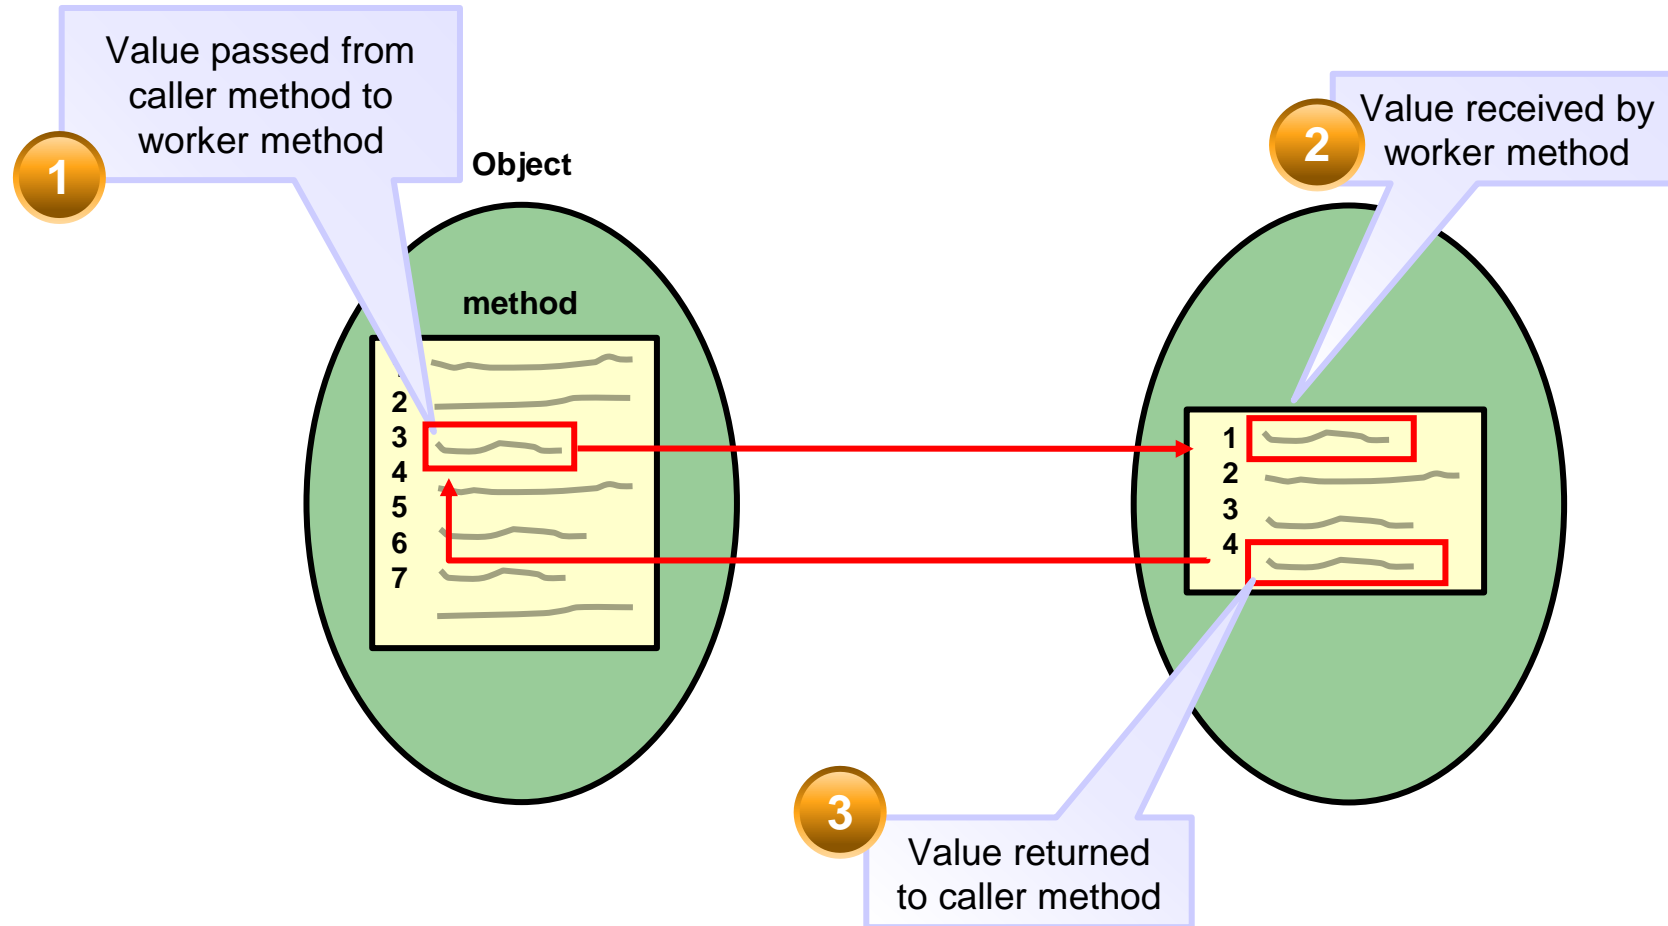 Value passed from
caller method to
worker method
1
Object
Value received by
worker method
2
method
2
3
4
5
6
7
1
2
3
4
3
Value returned
to caller method